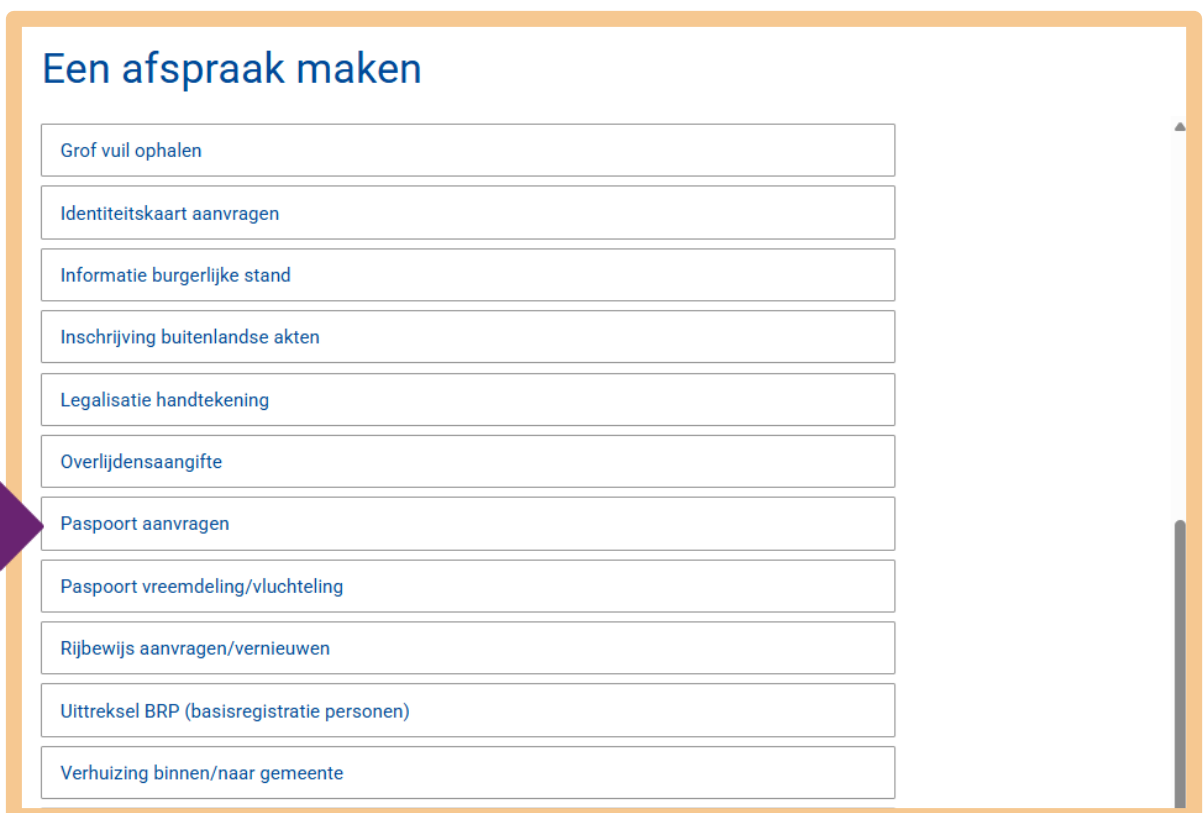 Een afspraak maken
Grof vuil ophalen
Identiteitskaart aanvragen
Informatie burgerlijke stand
Inschrijving buitenlandse akten
Legalisatie handtekening
Overlijdensaangifte
Paspoort aanvragen
Paspoort vreemdeling/vluchteling
Rijbewijs aanvragen/vernieuwen
Uittreksel BRP (basisregistratie personen)
Verhuizing binnen/naar gemeente